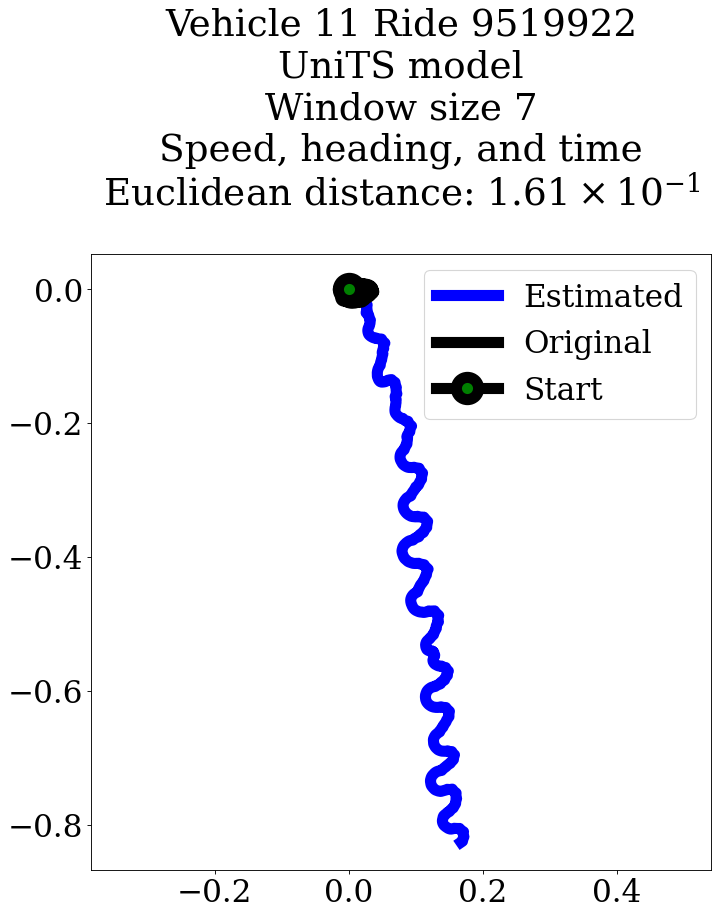 Vehicle 11 Ride 9519922
UniTS model
Window size 7
Speed, heading, and time
Euclidean distance: $1.61 \times 10^{-1}$
Estimated
Original
Start
0.0
−0.2
−0.4
−0.6
−0.8
−0.2 0.0 0.2 0.4